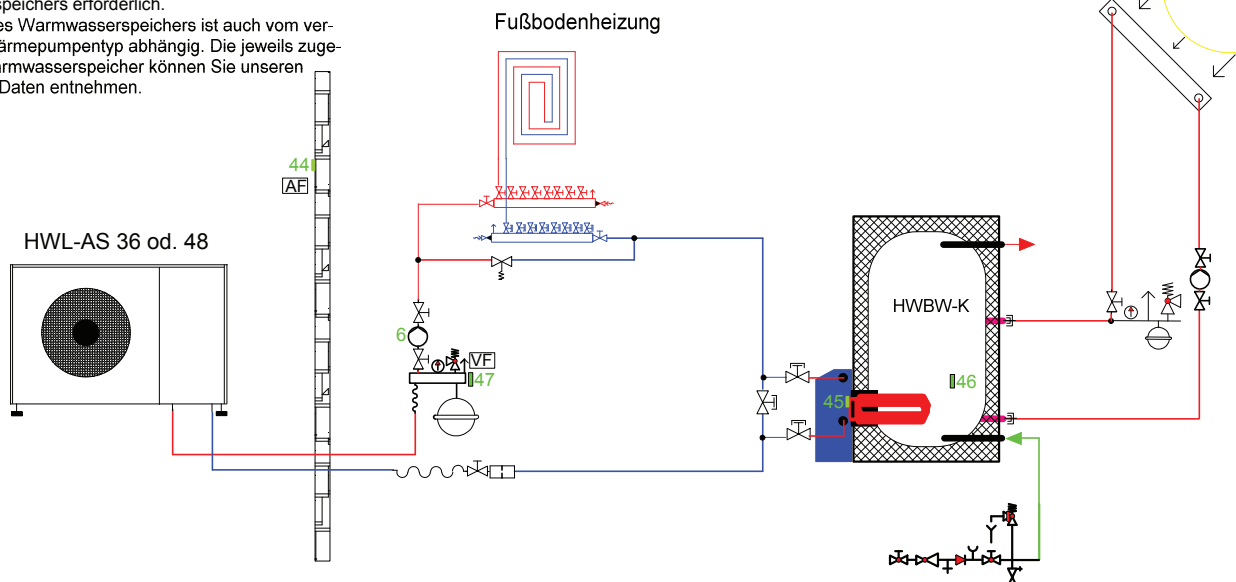 speichers erforderlich.
es Warmwasserspeichers ist auch vom ver-
ärmepumpentyp abhängig. Die jeweils zuge-
armwasserspeicher können Sie unseren
Daten entnehmen.
Fußbodenheizung
44
AF
HWL-AS 36 od. 48
HWBW-K
6
VF
47
46
45